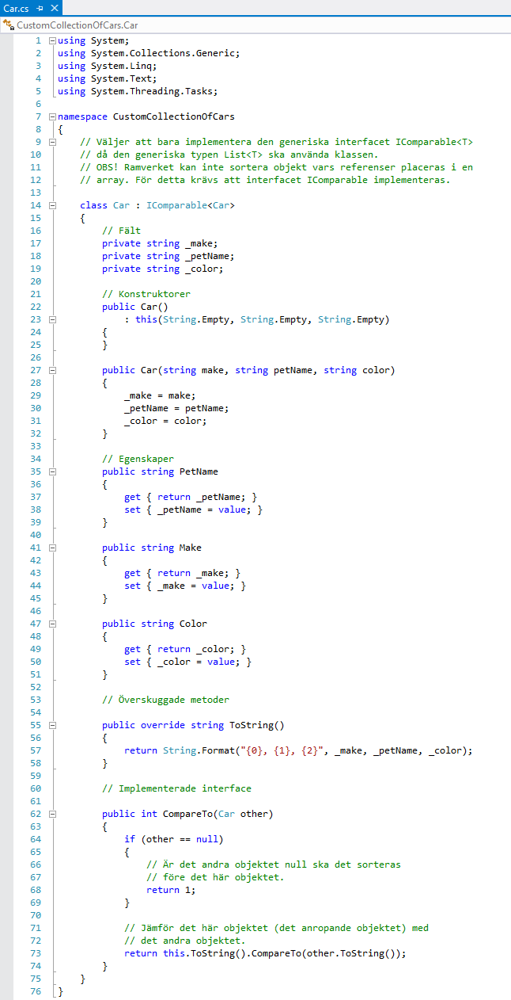 Car.cs
CustomCollectionOfCars.Car
1 using System;
2 using System.Collections.Generic;
3 using System.Linq;
4 using System.Text;
5 using System.Threading.Tasks;
6
7 namespace CustomCollectionOfCars
8 {
9     // Väljer att bara implementera den generiska interfacet IComparable<T>
10     // då den generiska typen List<T> ska använda klassen.
11     // OBS! Ramverket kan inte sortera objekt vars referenser placeras i en
12     // array. För detta krävs att interfacet IComparable implementeras.
13
14     class Car : IComparable<Car>
15     {
16         // Fält
17         private string _make;
18         private string _petName;
19         private string _color;
20
21         // Konstruktorer
22         public Car()
23             : this(String.Empty, String.Empty, String.Empty)
24         {
25         }
26
27         public Car(string make, string petName, string color)
28         {
29             _make = make;
30             _petName = petName;
31             _color = color;
32         }
33
34         // Egenskaper
35         public string PetName
36         {
37             get { return _petName; }
38             set { _petName = value; }
39         }
40
41         public string Make
42         {
43             get { return _make; }
44             set { _make = value; }
45         }
46
47         public string Color
48         {
49             get { return _color; }
50             set { _color = value; }
51         }
52
53         // Överskuggade metoder
54
55         public override string ToString()
56         {
57             return String.Format("{0}, {1}, {2}", _make, _petName, _color);
58         }
59
60         // Implementerade interface
61
62         public int CompareTo(Car other)
63         {
64             if (other == null)
65             {
66                 // Är det andra objektet null ska det sorteras
67                 // före det här objektet.
68                 return 1;
69             }
70
71             // Jämför det här objektet (det anropande objektet) med
72             // det andra objektet.
73             return this.ToString().CompareTo(other.ToString());
74         }
75     }
76 }